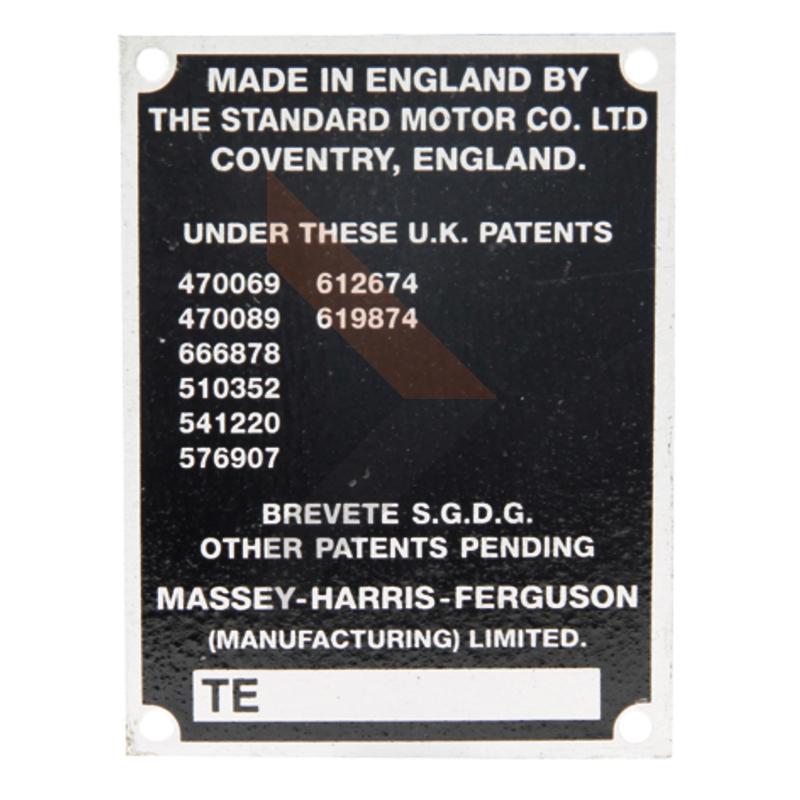 MADE IN ENGLAND BY
THE STANDARD MOTOR CO. LTD
COVENTRY, ENGLAND.
UNDER THESE U.K. PATENTS
470069 612674
470089 619874
666878
510352
541220
576907
BREVETE S.G.D.G.
OTHER PATENTS PENDING
MASSEY-HARRIS-FERGUSON
(MANUFACTURING) LIMITED.
TE